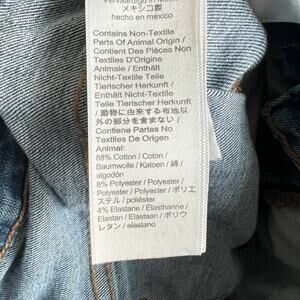 メキシコ製
hecho en méxico
Contains Non-Textile
Parts Of Animal Origin /
Contient Des Pièces Non
Textiles D'Origine
Animale / Enthält
Nicht-Textile Teile
Tierischer Herkunft /
Enthält Nicht-Textile
Teile Tierischer Herkunft
/ 動物に由来する布地以
外の部分を含まない /
Contiene Partes No
Textiles De Origen
Animal:
88% Cotton / Coton /
Baumwolle / Katoen / 綿 /
algodón
8% Polyester / Polyester /
Polyester / Polyester / ポリエ
ステル / poliéster
4% Elastane / Élasthanne /
Elastan / Elastaan / ポリウ
レタン / elastano